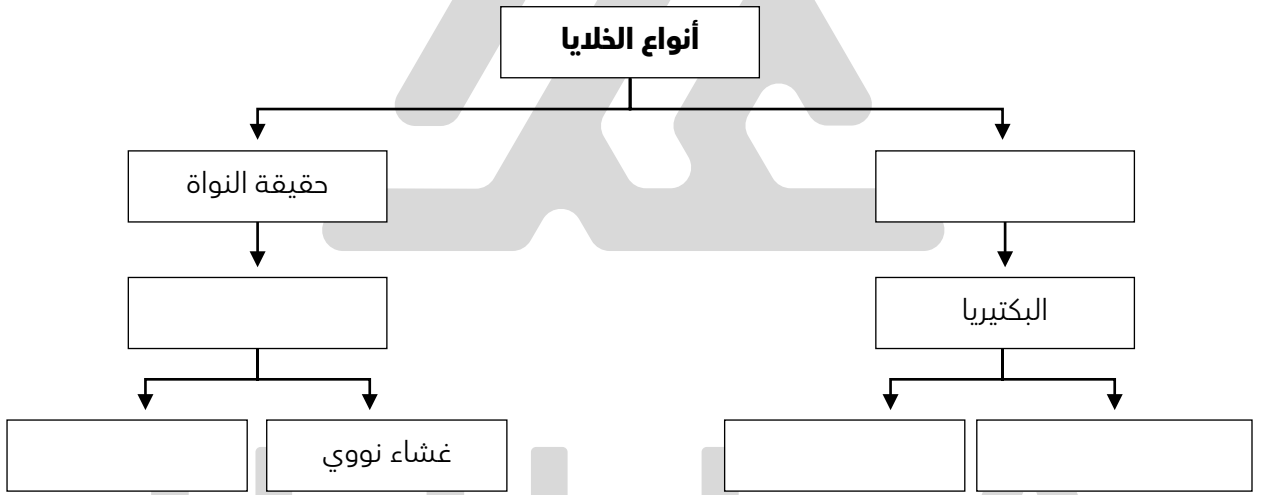 أنواع الخلايا
حقيقة النواة
البكتيريا
غشاء نووي